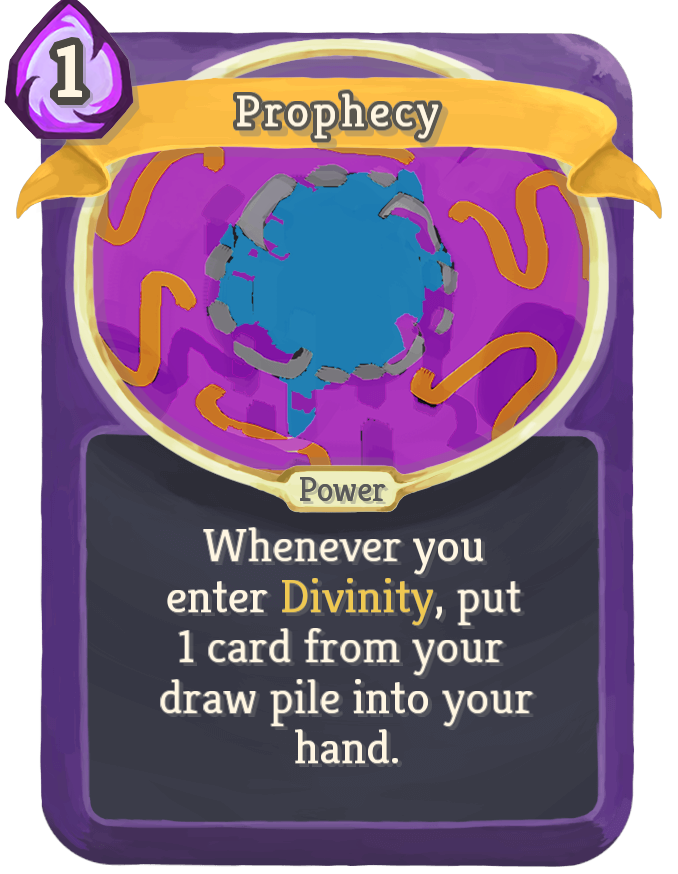 1
Prophecy
Power
Whenever you
enter Divinity, put
1 card from your
draw pile into your
hand.